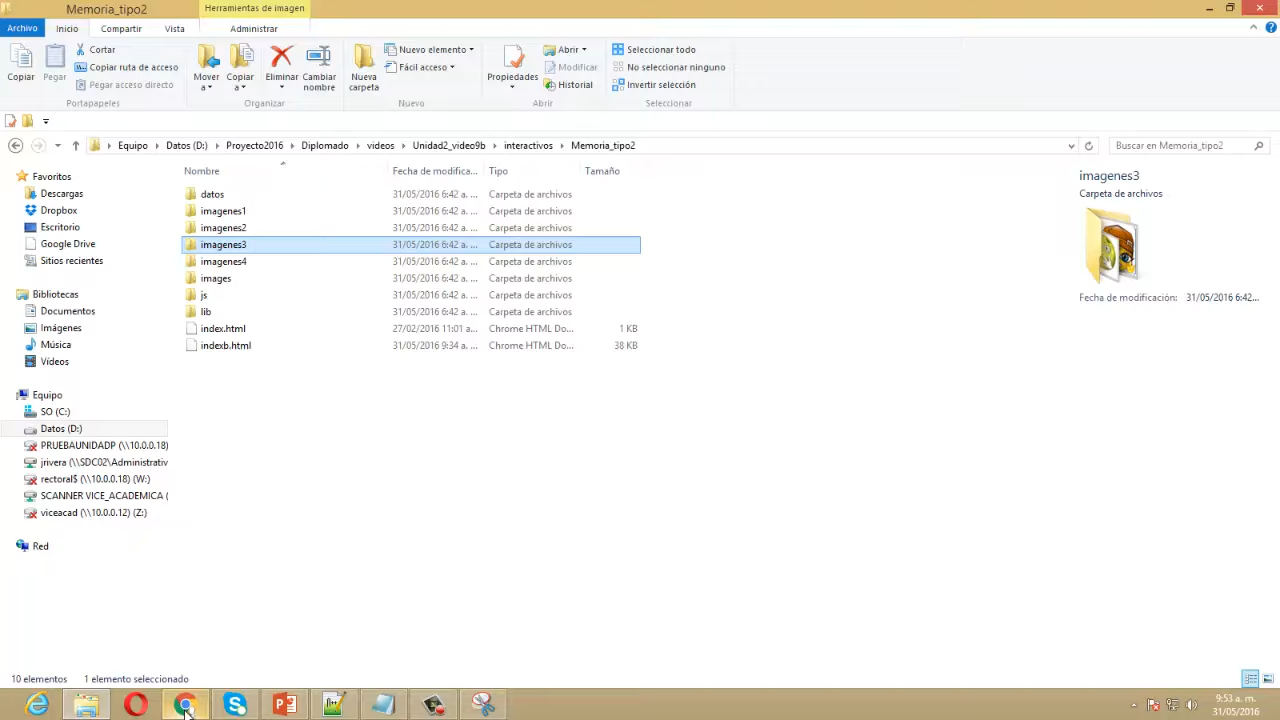 Memoria_tipo2
Herramientas de imagen
Archivo
Inicio
Compartir
Vista
Administrar
Copiar
Pegar
Cortar
Copiar ruta de acceso
Pegar acceso directo
Portapapeles
Mover a
Copiar a
Eliminar
Cambiar nombre
Organizar
Nueva carpeta
Nuevo elemento
Fácil acceso
Nuevo
Propiedades
Abrir
Modificar
Historial
Abrir
Seleccionar todo
No seleccionar ninguno
Invertir selección
Seleccionar
Equipo
Datos (D:)
Proyecto2016
Diplomado
videos
Unidad2_video9b
interactivos
Memoria_tipo2
Buscar en Memoria_tipo2
Nombre
Fecha de modifica...
Tipo
Tamaño
datos 31/05/2016 6:42 a. ... Carpeta de archivos
imagenes1 31/05/2016 6:42 a. ... Carpeta de archivos
imagenes2 31/05/2016 6:42 a. ... Carpeta de archivos
imagenes3 31/05/2016 6:42 a. ... Carpeta de archivos
imagenes4 31/05/2016 6:42 a. ... Carpeta de archivos
images 31/05/2016 6:42 a. ... Carpeta de archivos
js 31/05/2016 6:42 a. ... Carpeta de archivos
lib 31/05/2016 6:42 a. ... Carpeta de archivos
index.html 27/02/2016 11:01 a... Chrome HTML Do... 1 KB
indexb.html 31/05/2016 9:34 a. ... Chrome HTML Do... 38 KB
Favoritos
Descargas
Dropbox
Escritorio
Google Drive
Sitios recientes
Bibliotecas
Documentos
Imágenes
Música
Vídeos
Equipo
SO (C:)
Datos (D:)
PRUEBAUNIDADP (\\10.0.0.18)
jrivera (\\SDC02\Administrativ
rectoral$ (\\10.0.0.18) (W:)
SCANNER VICE_ACADEMICA (
viceacad (\\10.0.0.12) (Z:)
Red
imagenes3
Carpeta de archivos
Fecha de modificación: 31/05/2016 6:42...
10 elementos
1 elemento seleccionado
9:53 a. m.
31/05/2016